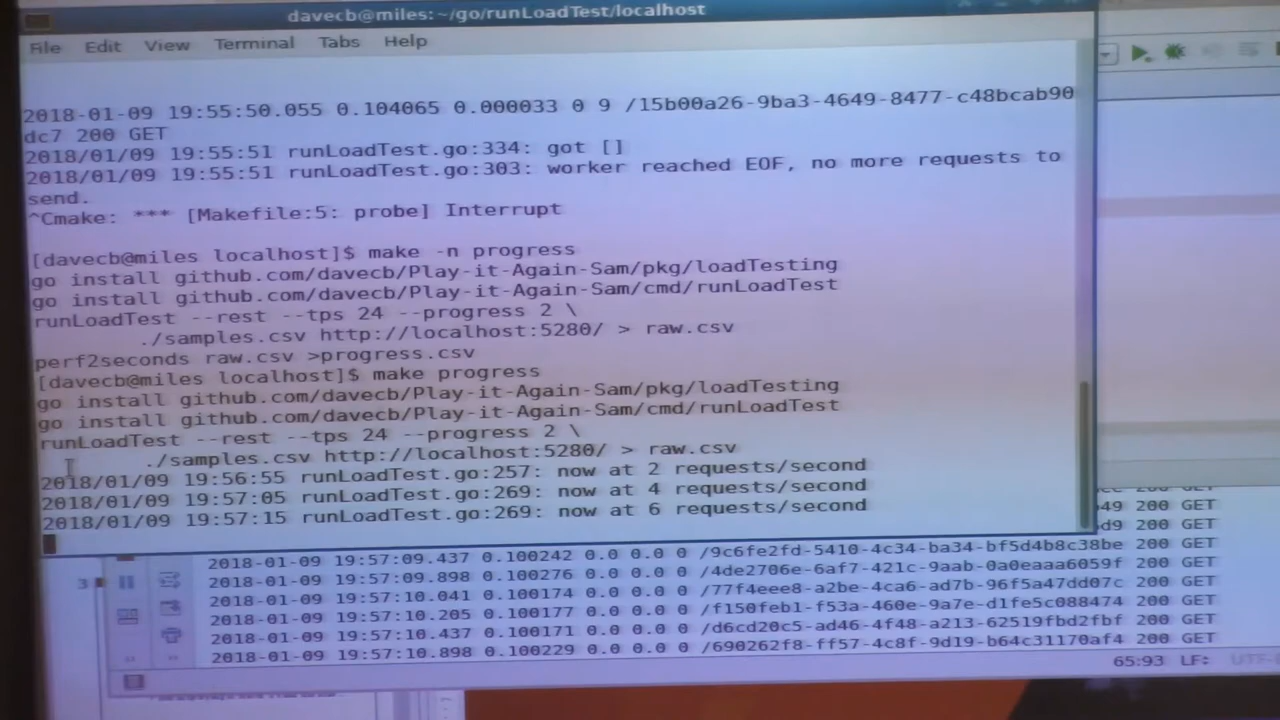 davecb@miles:~/go/runLoadTest/localhost
File Edit View Terminal Tabs Help
2018-01-09 19:55:50.055 0.104065 0.000033 0 9 /15b00a26-9ba3-4649-8477-c48bcab90
dc7 200 GET
2018/01/09 19:55:51 runLoadTest.go:334: got []
2018/01/09 19:55:51 runLoadTest.go:303: worker reached EOF, no more requests to
send.
^Cmake: *** [Makefile:5: probe] Interrupt
[davecb@miles localhost]$ make -n progress
go install github.com/davecb/Play-it-Again-Sam/pkg/loadTesting
go install github.com/davecb/Play-it-Again-Sam/cmd/runLoadTest
runLoadTest --rest --tps 24 --progress 2 \
./samples.csv http://localhost:5280/ > raw.csv
perf2seconds raw.csv >progress.csv
[davecb@miles localhost]$ make progress
go install github.com/davecb/Play-it-Again-Sam/pkg/loadTesting
go install github.com/davecb/Play-it-Again-Sam/cmd/runLoadTest
runLoadTest --rest --tps 24 --progress 2 \
./samples.csv http://localhost:5280/ > raw.csv
2018/01/09 19:56:55 runLoadTest.go:257: now at 2 requests/second
2018/01/09 19:57:05 runLoadTest.go:269: now at 4 requests/second
2018/01/09 19:57:15 runLoadTest.go:269: now at 6 requests/second
49 200 GET
d9 200 GET
2018-01-09 19:57:09.437 0.100242 0.0 0.0 0 /9c6fe2fd-5410-4c34-ba34-bf5d4b8c38be 200 GET
2018-01-09 19:57:09.898 0.100276 0.0 0.0 0 /4de2706e-6af7-421c-9aab-0a0eaaa6059f 200 GET
2018-01-09 19:57:10.041 0.100174 0.0 0.0 0 /77f4eee8-a2be-4ca6-ad7b-96f5a47dd07c 200 GET
2018-01-09 19:57:10.205 0.100177 0.0 0.0 0 /f150feb1-f53a-460e-9a7e-d1fe5c088474 200 GET
2018-01-09 19:57:10.437 0.100171 0.0 0.0 0 /d6cd20c5-ad46-4f48-a213-62519fbd2fbf 200 GET
2018-01-09 19:57:10.898 0.100229 0.0 0.0 0 /690262f8-ff57-4c8f-9d19-b64c31170af4 200 GET
3
65:93 LF: